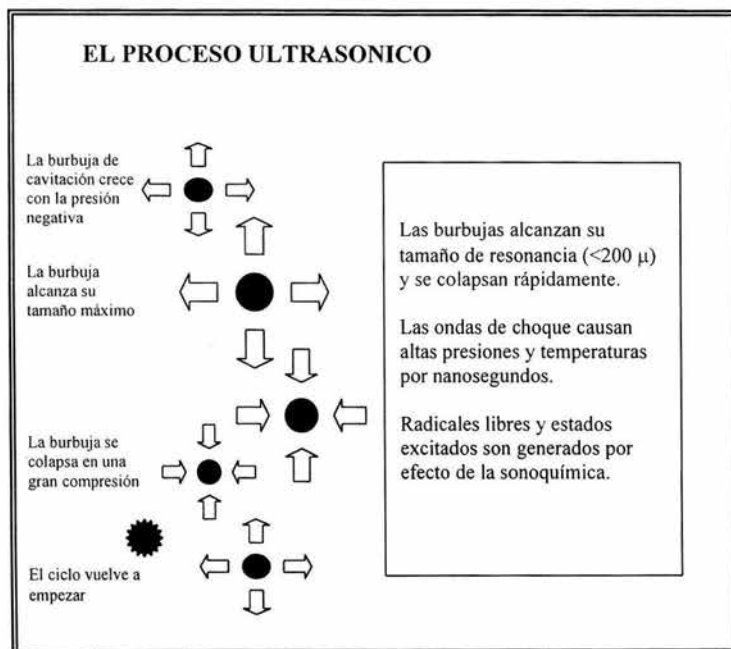 EL PROCESO ULTRASONICO
La burbuja de
cavitación crece
con la presión
negativa
La burbuja
alcanza su
tamaño máximo
La burbuja se
colapsa en una
gran compresión
El ciclo vuelve a
empezar
Las burbujas alcanzan su
tamaño de resonancia (<200 μ)
y se colapsan rápidamente.
Las ondas de choque causan
altas presiones y temperaturas
por nanosegundos.
Radicales libres y estados
excitados son generados por
efecto de la sonoquímica.